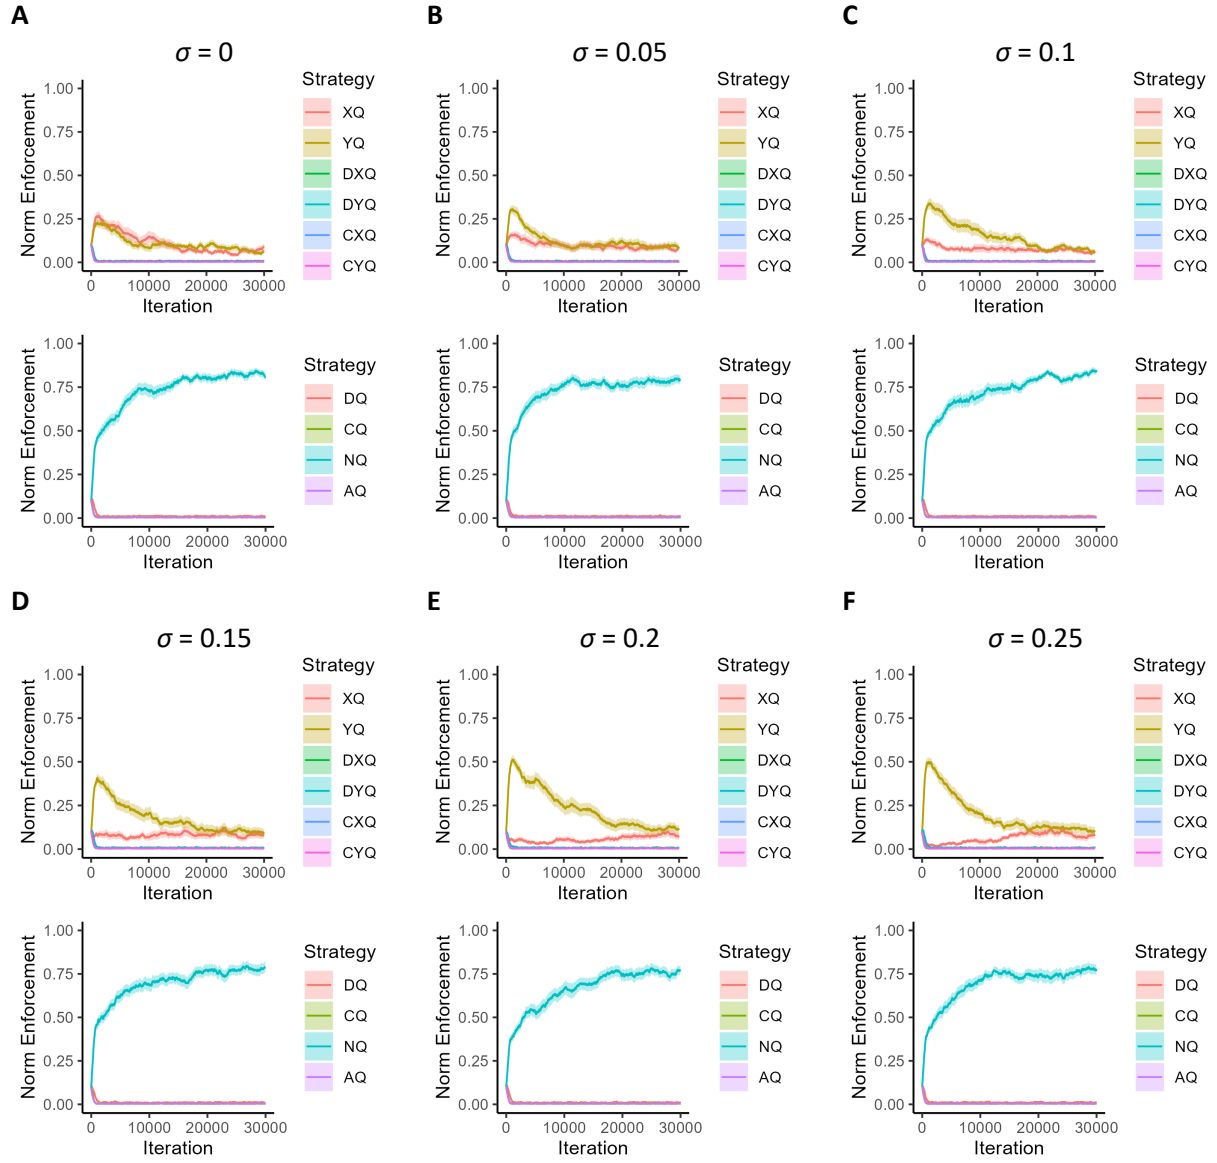 A
σ = 0
Norm Enforcement
1.00
0.75
0.50
0.25
0.00
0 10000 20000 30000
Iteration
Strategy
XQ
YQ
DXQ
DYQ
CXQ
CYQ
Norm Enforcement
1.00
0.75
0.50
0.25
0.00
0 10000 20000 30000
Iteration
Strategy
DQ
CQ
NQ
AQ
B
σ = 0.05
Norm Enforcement
1.00
0.75
0.50
0.25
0.00
0 10000 20000 30000
Iteration
Strategy
XQ
YQ
DXQ
DYQ
CXQ
CYQ
Norm Enforcement
1.00
0.75
0.50
0.25
0.00
0 10000 20000 30000
Iteration
Strategy
DQ
CQ
NQ
AQ
C
σ = 0.1
Norm Enforcement
1.00
0.75
0.50
0.25
0.00
0 10000 20000 30000
Iteration
Strategy
XQ
YQ
DXQ
DYQ
CXQ
CYQ
Norm Enforcement
1.00
0.75
0.50
0.25
0.00
0 10000 20000 30000
Iteration
Strategy
DQ
CQ
NQ
AQ
D
σ = 0.15
Norm Enforcement
1.00
0.75
0.50
0.25
0.00
0 10000 20000 30000
Iteration
Strategy
XQ
YQ
DXQ
DYQ
CXQ
CYQ
Norm Enforcement
1.00
0.75
0.50
0.25
0.00
0 10000 20000 30000
Iteration
Strategy
DQ
CQ
NQ
AQ
E
σ = 0.2
Norm Enforcement
1.00
0.75
0.50
0.25
0.00
0 10000 20000 30000
Iteration
Strategy
XQ
YQ
DXQ
DYQ
CXQ
CYQ
Norm Enforcement
1.00
0.75
0.50
0.25
0.00
0 10000 20000 30000
Iteration
Strategy
DQ
CQ
NQ
AQ
F
σ = 0.25
Norm Enforcement
1.00
0.75
0.50
0.25
0.00
0 10000 20000 30000
Iteration
Strategy
XQ
YQ
DXQ
DYQ
CXQ
CYQ
Norm Enforcement
1.00
0.75
0.50
0.25
0.00
0 10000 20000 30000
Iteration
Strategy
DQ
CQ
NQ
AQ